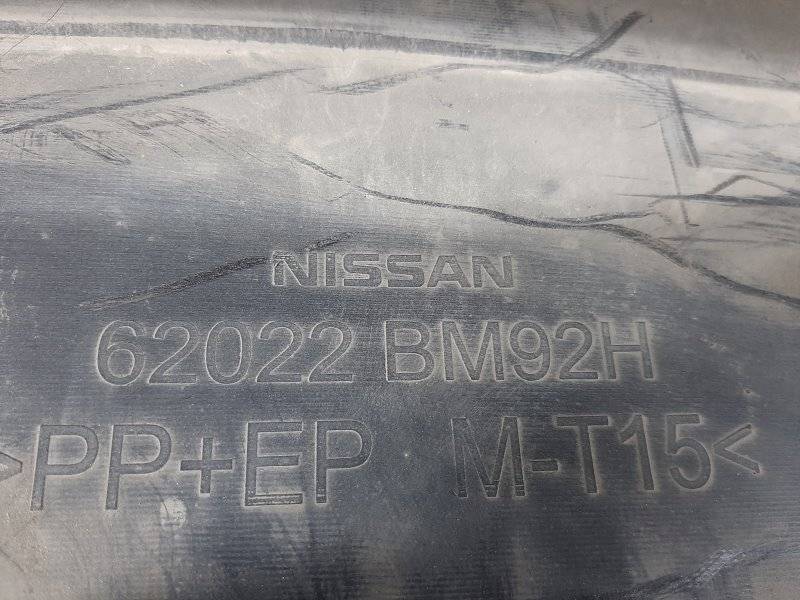 NISSAN
62022 BM92H
>PP+EP M-T15<